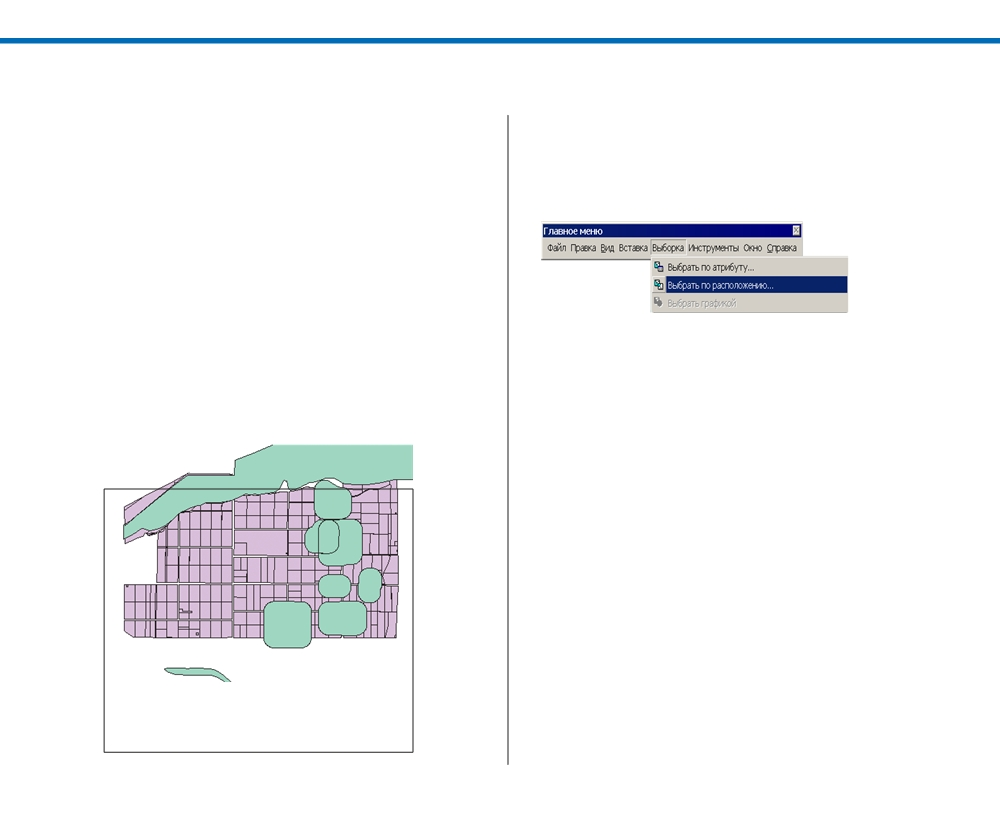 Главное меню
Файл Правка Вид Вставка Выборка Инструменты Окно Справка
Выбрать по атрибуту...
Выбрать по расположению...
Выбрать графикой